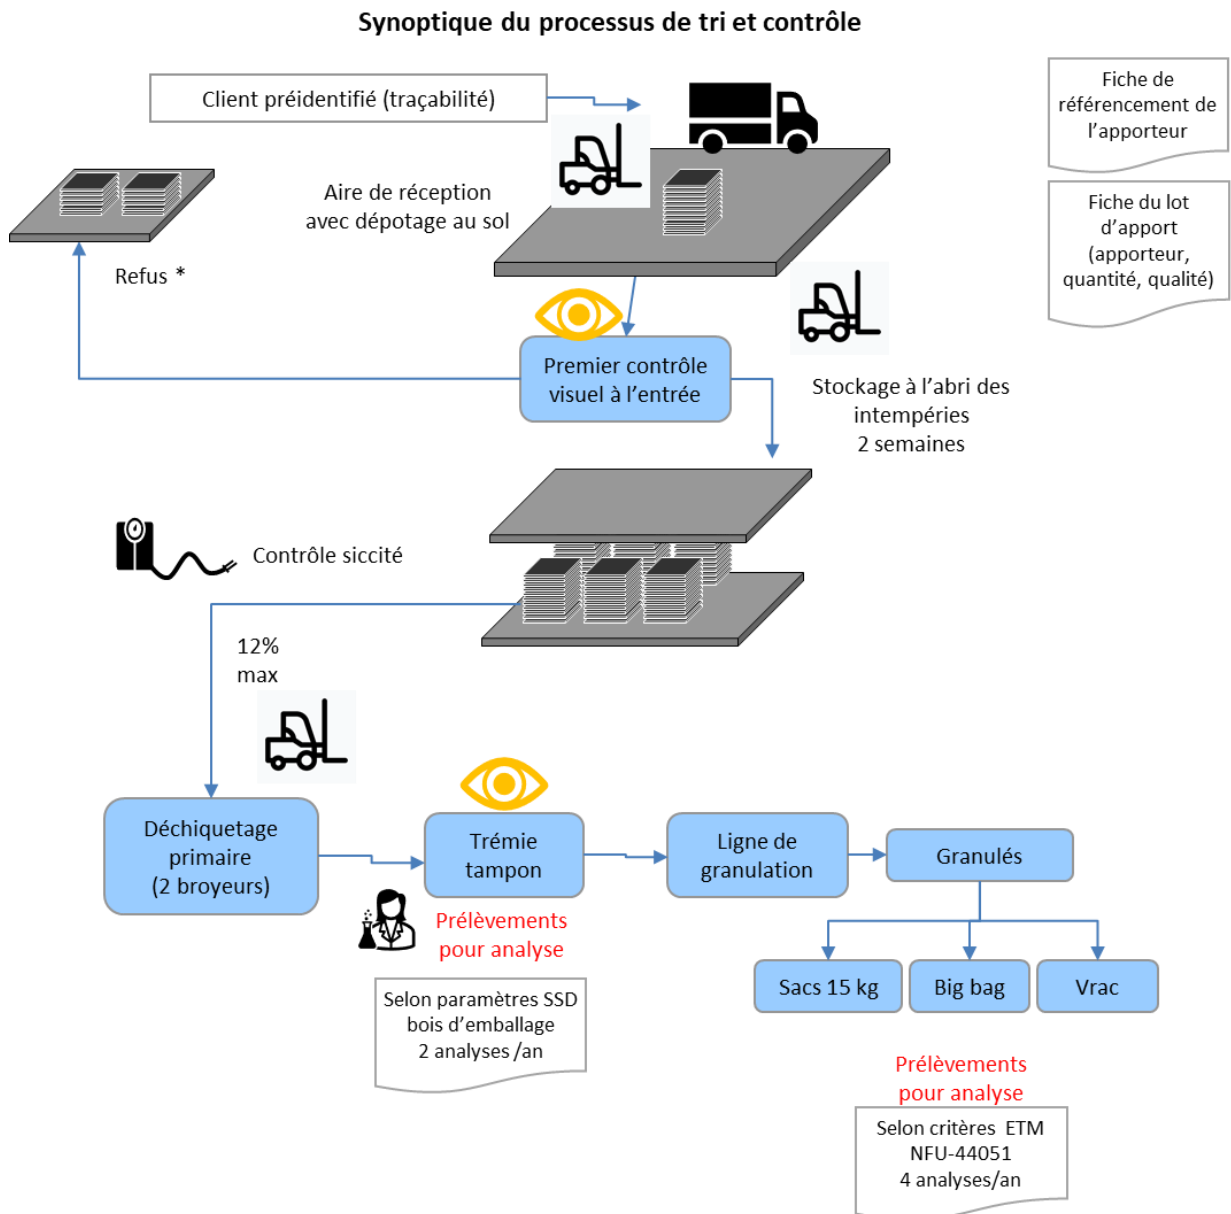 Synoptique du processus de tri et contrôle
Client préidentifié (traçabilité)
Fiche de
référencement de
l’apporteur
Aire de réception
avec dépotage au sol
Fiche du lot
d’apport
(apporteur,
quantité, qualité)
Refus *
Premier contrôle
visuel à l’entrée
Stockage à l’abri des
intempéries
2 semaines
Contrôle siccité
12%
max
Déchiquetage
primaire
(2 broyeurs)
Trémie
tampon
Ligne de
granulation
Granulés
Prélèvements
pour analyse
Selon paramètres SSD
bois d’emballage
2 analyses /an
Sacs 15 kg
Big bag
Vrac
Prélèvements
pour analyse
Selon critères  ETM
NFU-44051
4 analyses/an